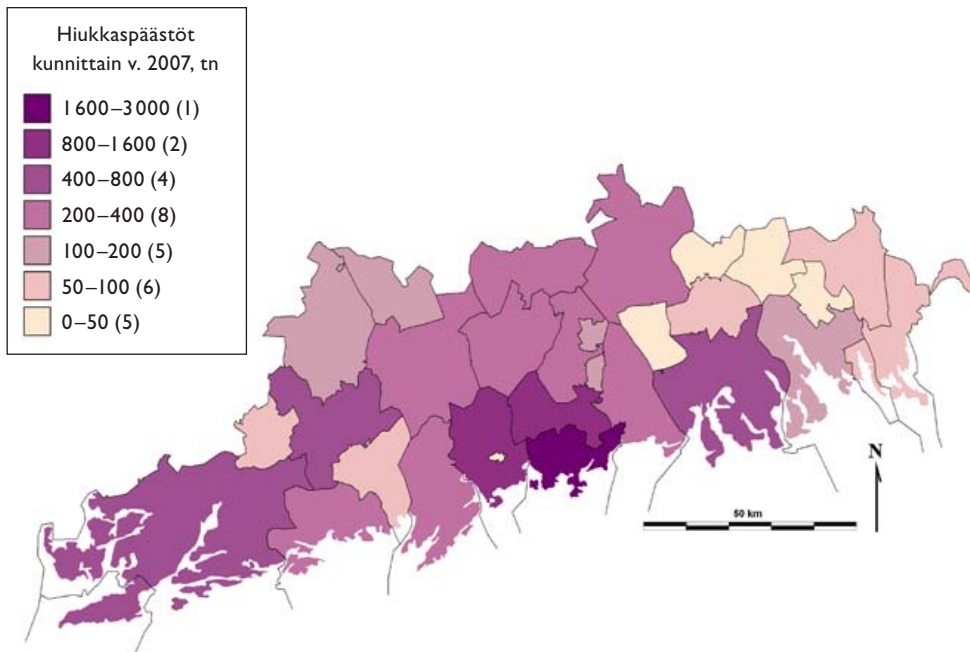 Hiukkaspäästöt
kunnittain v. 2007, tn
1 600–3 000 (1)
800–1 600 (2)
400–800 (4)
200–400 (8)
100–200 (5)
50–100 (6)
0–50 (5)
N
50 km